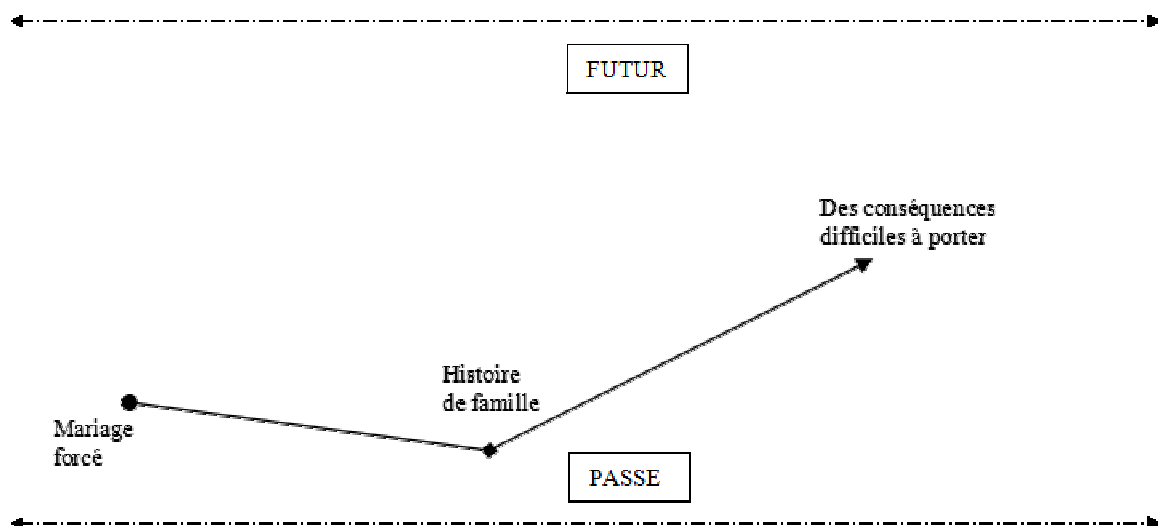 FUTUR
Des conséquences
difficiles à porter
Histoire
de famille
Mariage
forcé
PASSE